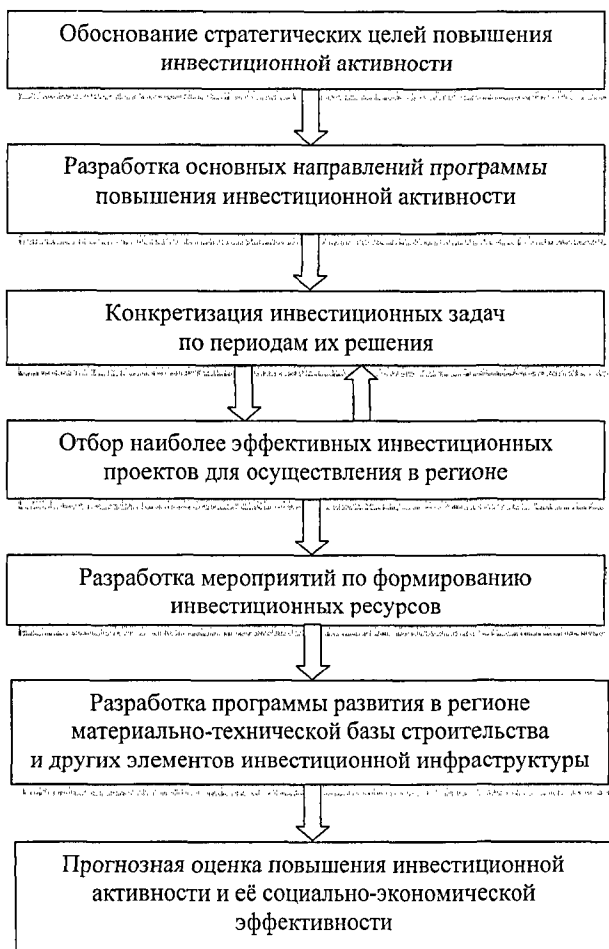 Обоснование стратегических целей повышения
инвестиционной активности
Разработка основных направлений программы
повышения инвестиционной активности
Конкретизация инвестиционных задач
по периодам их решения
Отбор наиболее эффективных инвестиционных
проектов для осуществления в регионе
Разработка мероприятий по формированию
инвестиционных ресурсов
Разработка программы развития в регионе
материально-технической базы строительства
и других элементов инвестиционной инфраструктуры
Прогнозная оценка повышения инвестиционной
активности и её социально-экономической
эффективности